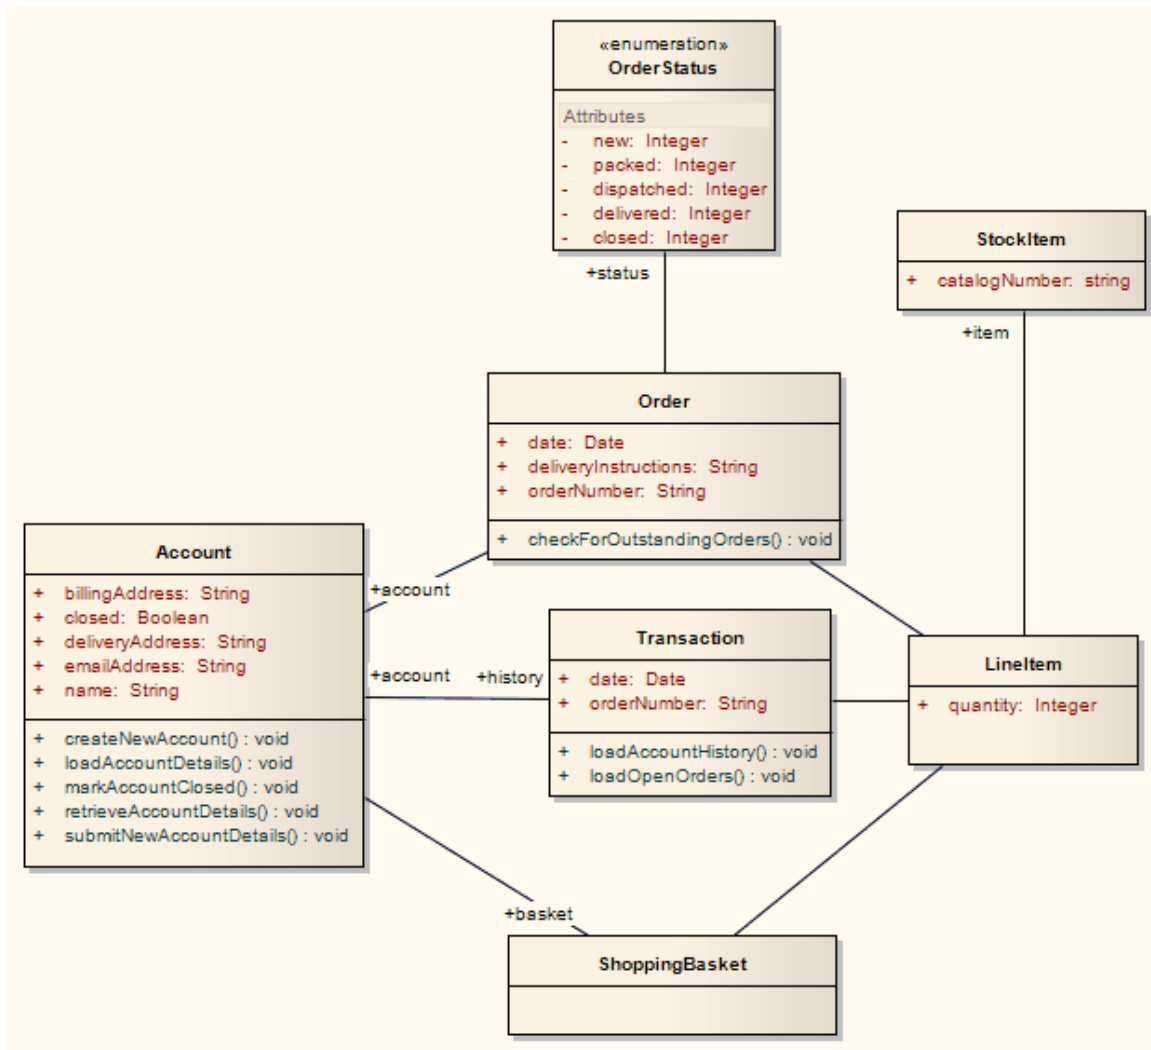 «enumeration»
OrderStatus
Attributes
- new: Integer
- packed: Integer
- dispatched: Integer
- delivered: Integer
- closed: Integer
+status
StockItem
+ catalogNumber: string
+item
Order
+ date: Date
+ deliveryInstructions: String
+ orderNumber: String
+ checkForOutstandingOrders() : void
Account
+ billingAddress: String
+ closed: Boolean
+ deliveryAddress: String
+ emailAddress: String
+ name: String
+ createNewAccount() : void
+ loadAccountDetails() : void
+ markAccountClosed() : void
+ retrieveAccountDetails() : void
+ submitNewAccountDetails() : void
+account
+account
+history
Transaction
+ date: Date
+ orderNumber: String
+ loadAccountHistory() : void
+ loadOpenOrders() : void
LineItem
+ quantity: Integer
+basket
ShoppingBasket